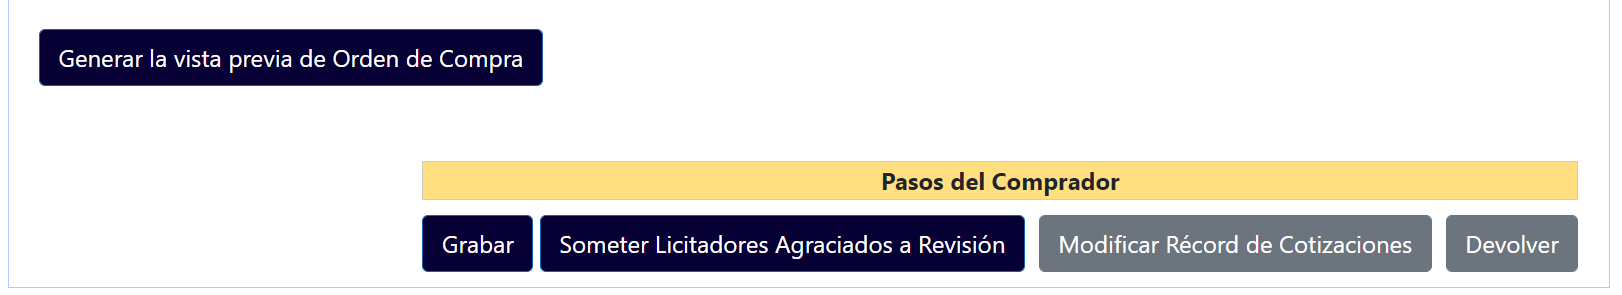 Generar la vista previa de Orden de Compra
Pasos del Comprador
Grabar Someter Licitadores Agraciados a Revisión Modificar Récord de Cotizaciones Devolver